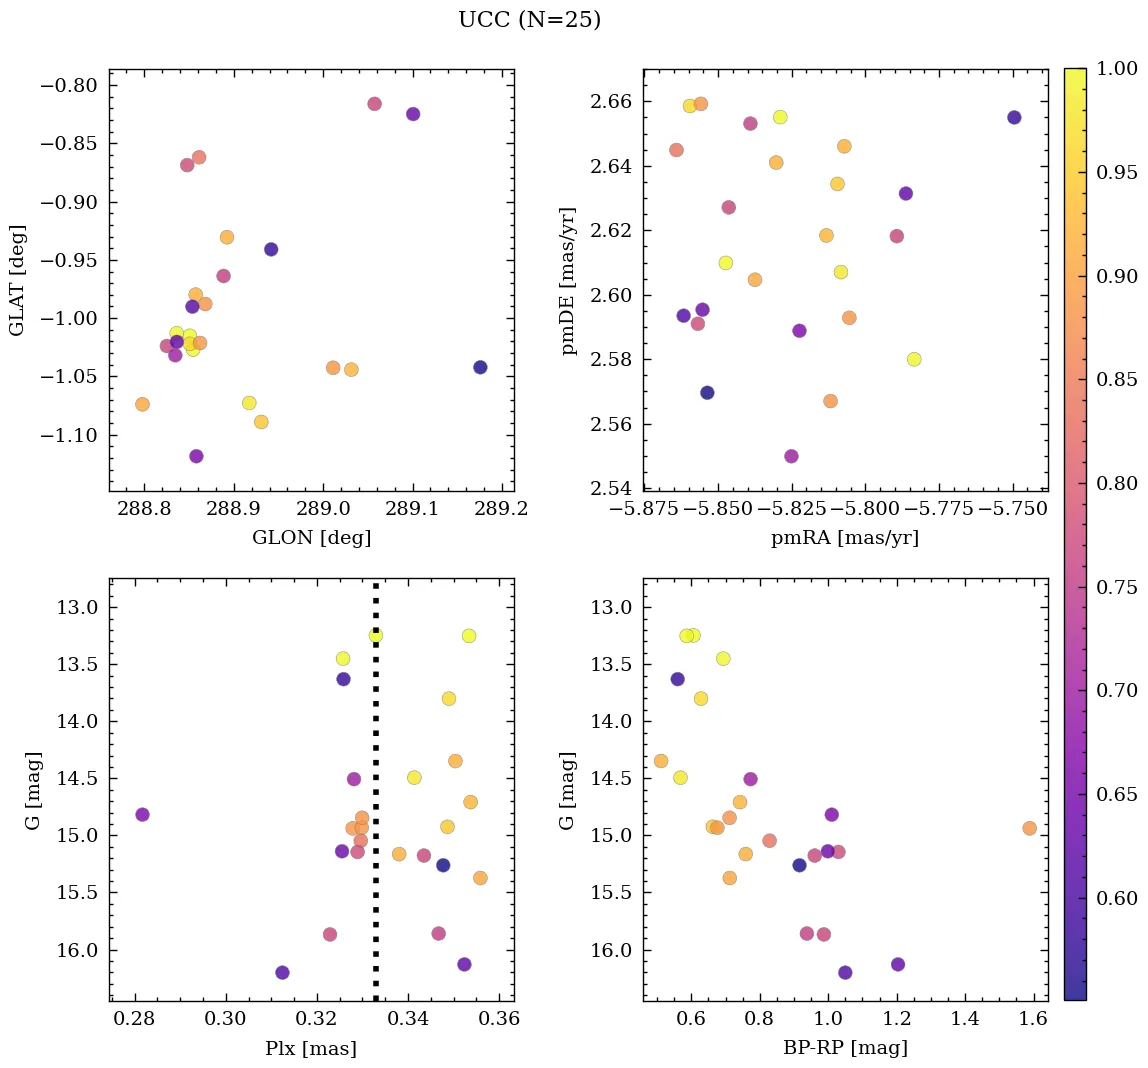 UCC (N=25)
−0.80
−0.85
−0.90
−0.95
−1.00
−1.05
−1.10
GLAT [deg]
288.8 288.9 289.0 289.1 289.2
GLON [deg]
2.66
2.64
2.62
2.60
2.58
2.56
2.54
pmDE [mas/yr]
−5.875 −5.850 −5.825 −5.800 −5.775 −5.750
pmRA [mas/yr]
13.0
13.5
14.0
14.5
15.0
15.5
16.0
G [mag]
0.28 0.30 0.32 0.34 0.36
Plx [mas]
13.0
13.5
14.0
14.5
15.0
15.5
16.0
G [mag]
0.6 0.8 1.0 1.2 1.4 1.6
BP-RP [mag]
1.00
0.95
0.90
0.85
0.80
0.75
0.70
0.65
0.60